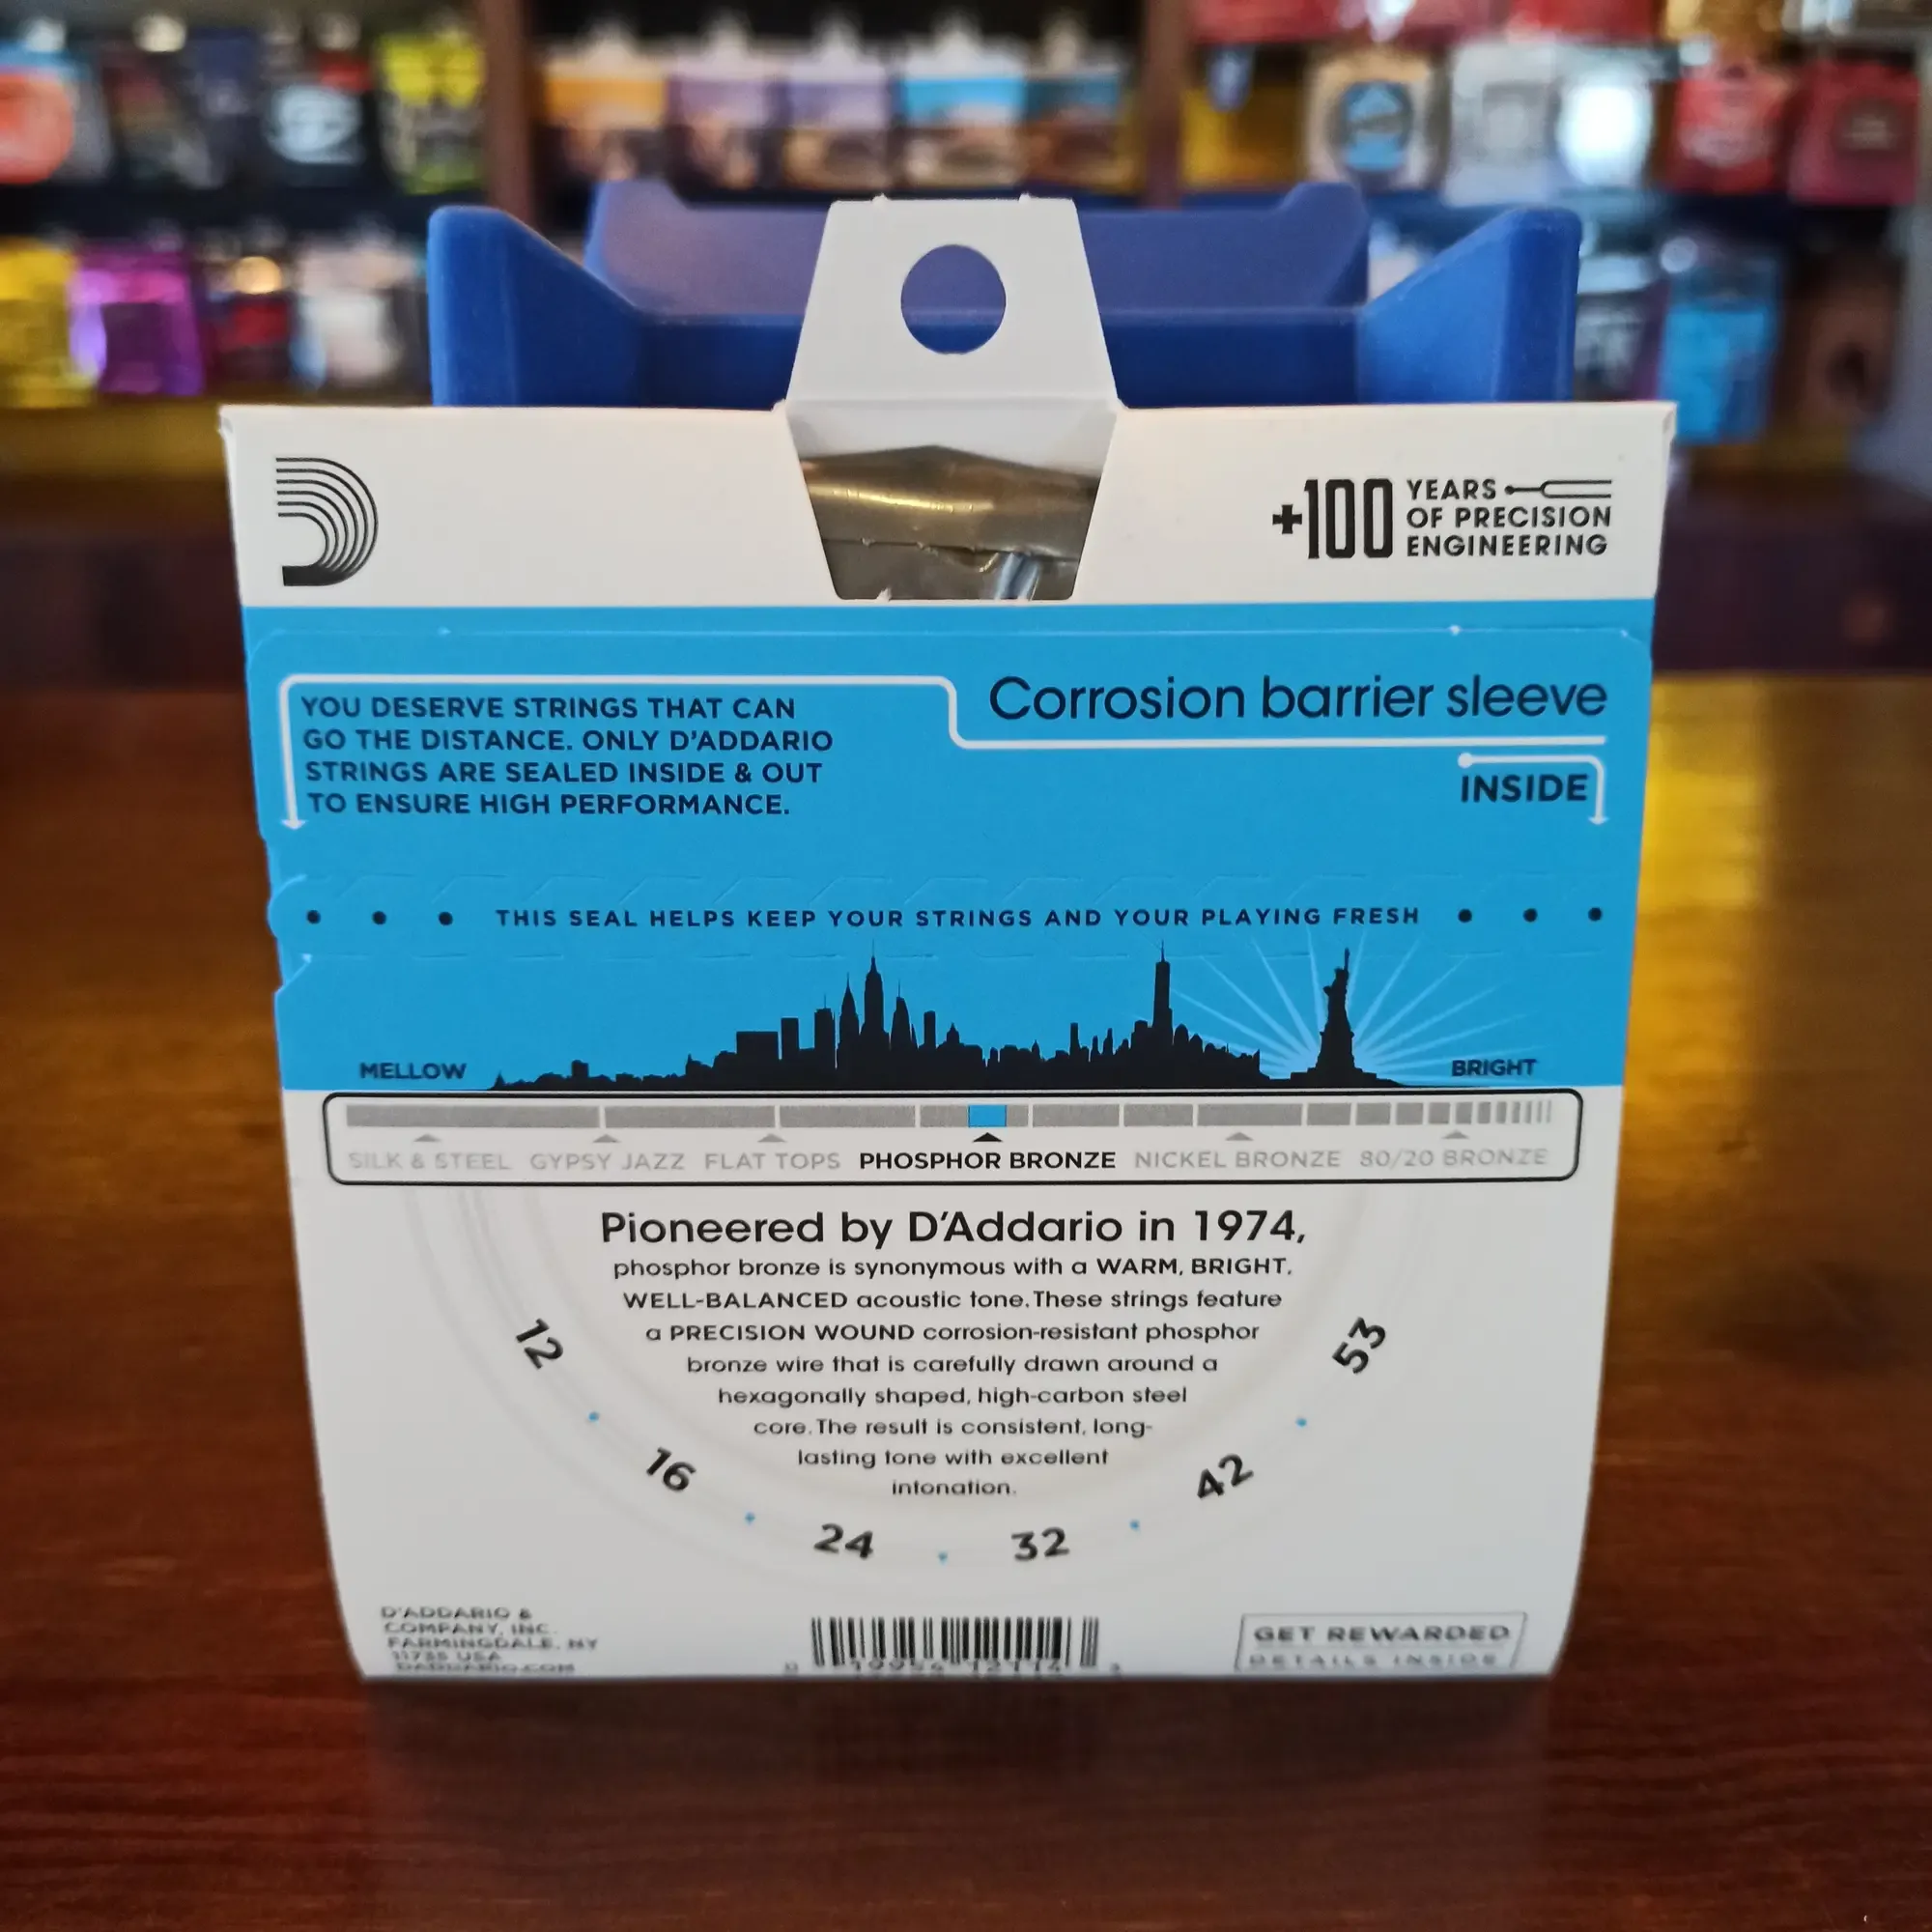 +100 YEARS
OF PRECISION
ENGINEERING
YOU DESERVE STRINGS THAT CAN
GO THE DISTANCE. ONLY D'ADDARIO
STRINGS ARE SEALED INSIDE & OUT
TO ENSURE HIGH PERFORMANCE.
Corrosion barrier sleeve
INSIDE
THIS SEAL HELPS KEEP YOUR STRINGS AND YOUR PLAYING FRESH
MELLOW
BRIGHT
SILK & STEEL GYPSY JAZZ FLAT TOPS PHOSPHOR BRONZE NICKEL BRONZE 80/20 BRONZE
Pioneered by D'Addario in 1974,
phosphor bronze is synonymous with a WARM, BRIGHT,
WELL-BALANCED acoustic tone. These strings feature
a PRECISION WOUND corrosion-resistant phosphor
bronze wire that is carefully drawn around a
hexagonally shaped, high-carbon steel
core. The result is consistent, long-
lasting tone with excellent
intonation.
12 • 16 • 24 • 32 • 42 • 53
D'ADDARIO &
COMPANY, INC.
FARMINGDALE, NY
11735 USA
DADDARIO.COM
GET REWARDED
DETAILS INSIDE